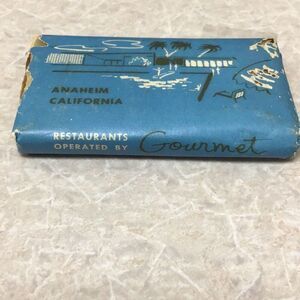 ANAHEIM
CALIFORNIA
RESTAURANTS
OPERATED BY Gourmet